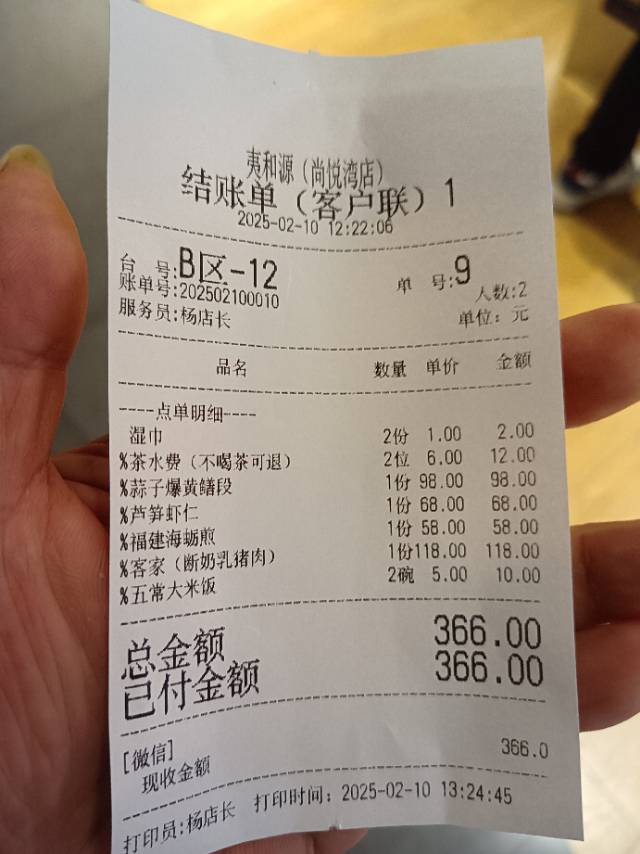 夷和源（尚悦湾店）
结账单（客户联）1
2025-02-10 12:22:06
台 号:B区-12 单 号:9
账单号:202502100010 人数:2
服务员:杨店长 单位: 元
品名 数量 单价 金额
----点单明细----
湿巾 2份 1.00 2.00
%茶水费（不喝茶可退） 2位 6.00 12.00
%蒜子爆黄鳝段 1份 98.00 98.00
%芦笋虾仁 1份 68.00 68.00
%福建海蛎煎 1份 58.00 58.00
%客家（断奶乳猪肉） 1份118.00 118.00
%五常大米饭 2碗 5.00 10.00
总金额 366.00
已付金额 366.00
[微信] 366.0
现收金额
打印员:杨店长 打印时间: 2025-02-10 13:24:45